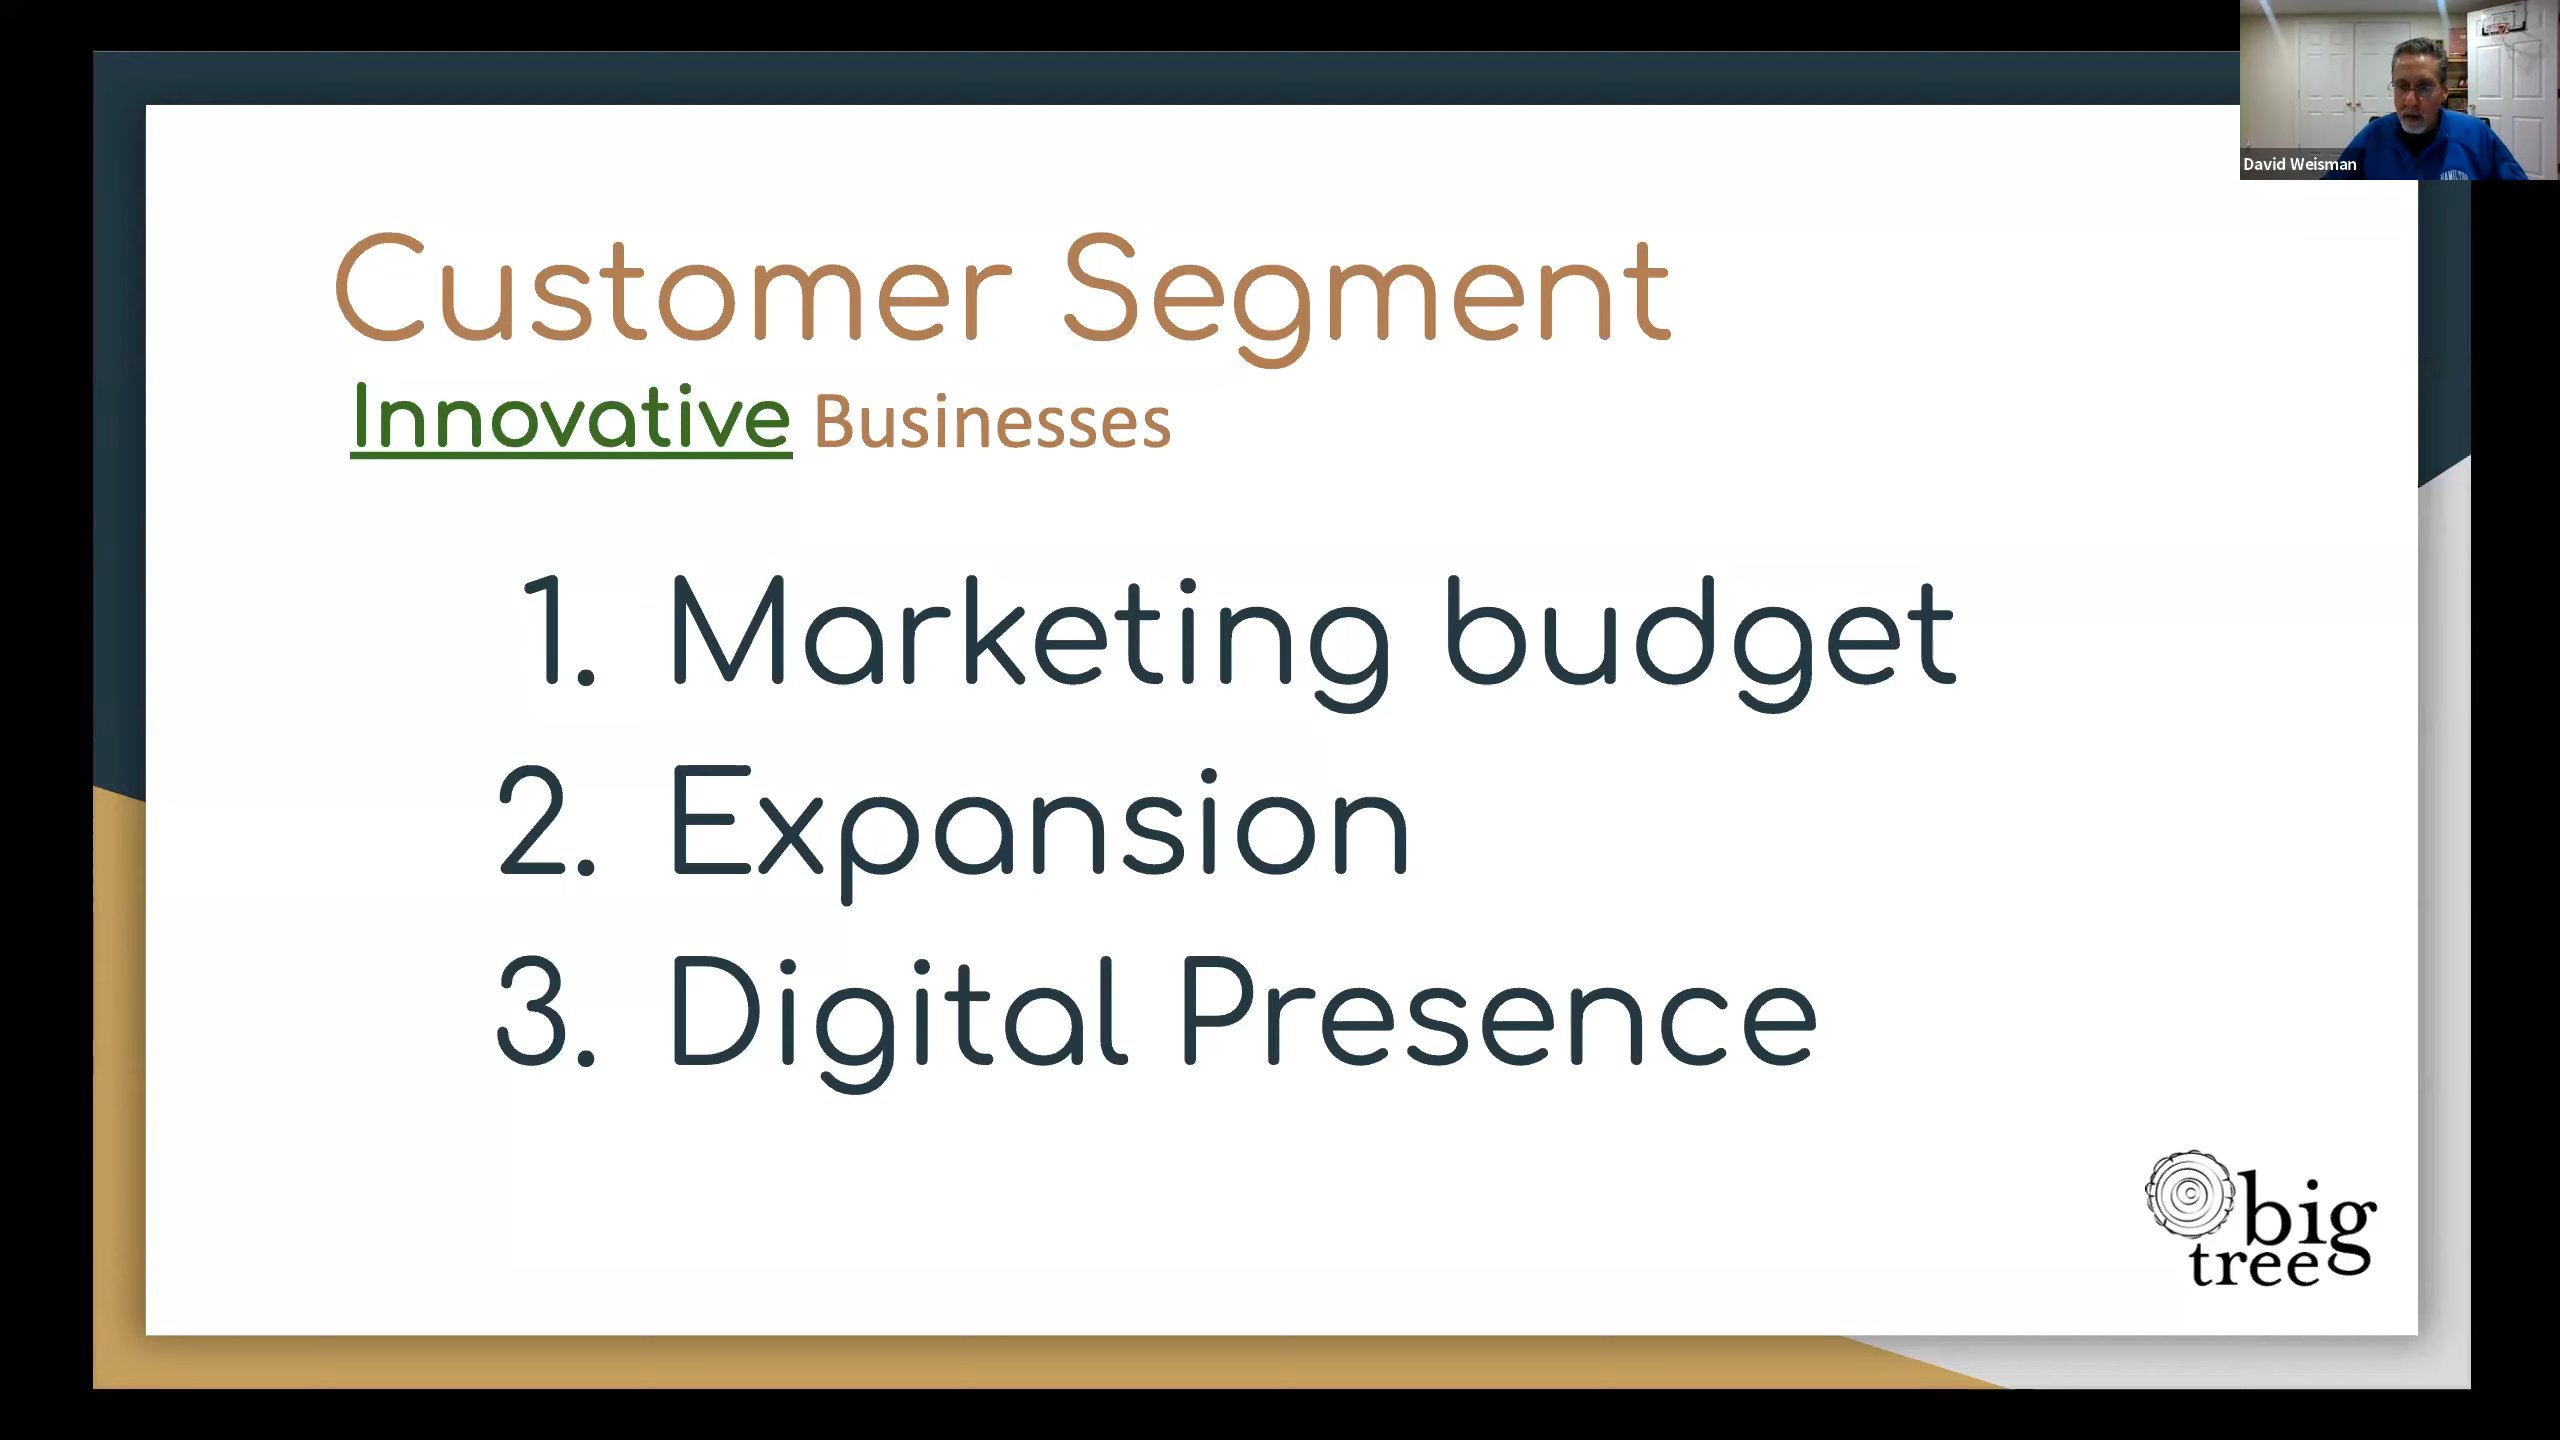 David Weisman
Customer Segment
Innovative Businesses
1. Marketing budget
2. Expansion
3. Digital Presence
big
tree